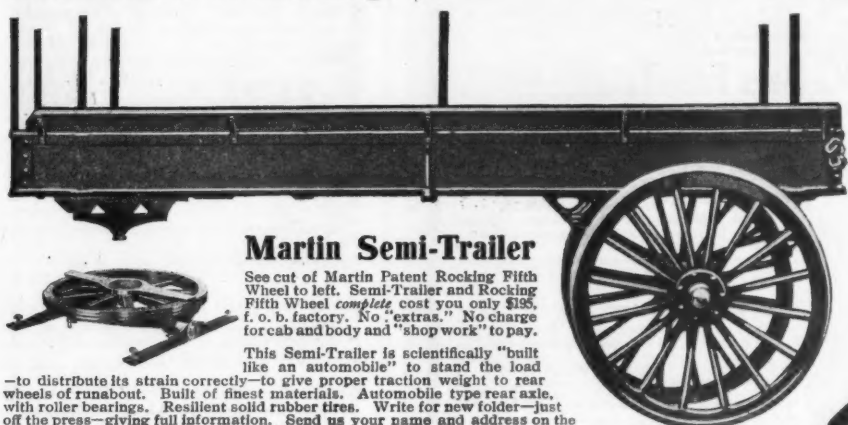 Martin Semi-Trailer
See cut of Martin Patent Rocking Fifth
Wheel to left. Semi-Trailer and Rocking
Fifth Wheel complete cost you only $195,
f. o. b. factory. No "extras." No charge
for cab and body and "shop work" to pay.
This Semi-Trailer is scientifically "built
like an automobile" to stand the load
—to distribute its strain correctly—to give proper traction weight to rear
wheels of runabout. Built of finest materials. Automobile type rear axle,
with roller bearings. Resilient solid rubber tires. Write for new folder—just
off the press—giving full information. Send us your name and address on the